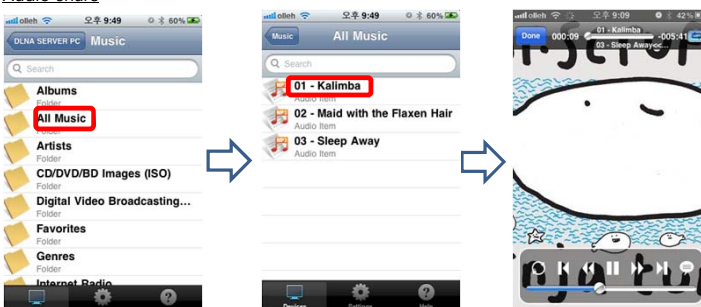 Audio share
olleh 오후 9:49 60%
DLNA SERVER PC Music
Search
Albums
Folder
All Music
Folder
Artists
Folder
CD/DVD/BD Images (ISO)
Folder
Digital Video Broadcasting...
Folder
Favorites
Folder
Genres
Folder
Internet Radio
olleh 오후 9:49 60%
Music All Music
Search
01 - Kalimba
Audio Item
02 - Maid with the Flaxen Hair
Audio Item
03 - Sleep Away
Audio Item
Devices Settings Help
olleh 오후 9:09 42%
01 - Kalimba
Done 000:09 -005:41
03 - Sleep Away